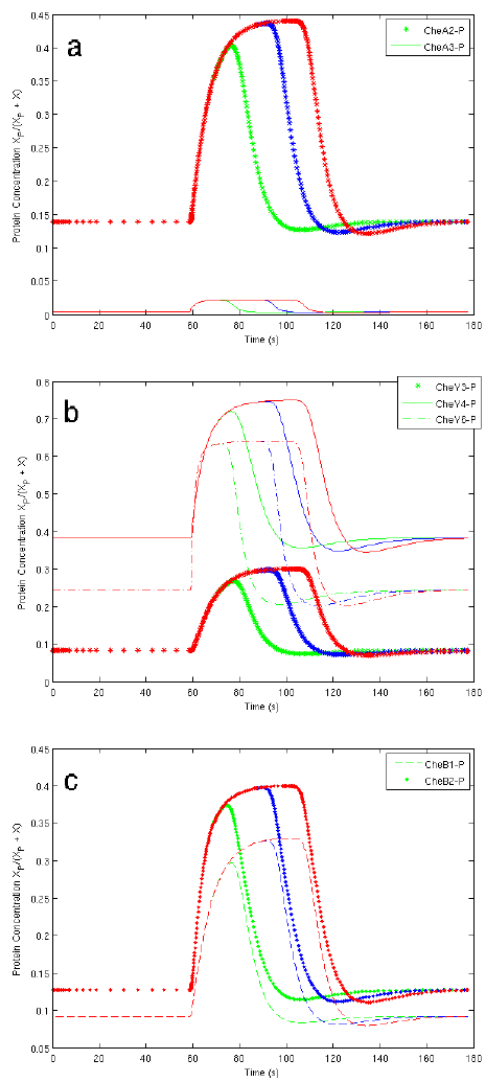 a
CheA2-P
CheA3-P
Protein Concentration X_P/(X_P + X)
0.45
0.4
0.35
0.3
0.25
0.2
0.15
0.1
0.05
0
0 20 40 60 80 100 120 140 160 180
Time (s)
b
CheY3-P
CheY4-P
CheY6-P
Protein Concentration X_P/(X_P + X)
0.8
0.7
0.6
0.5
0.4
0.3
0.2
0.1
0
0 20 40 60 80 100 120 140 160 180
Time (s)
c
CheB1-P
CheB2-P
Protein Concentration X_P/(X_P + X)
0.45
0.4
0.35
0.3
0.25
0.2
0.15
0.1
0.05
0 20 40 60 80 100 120 140 160 180
Time (s)